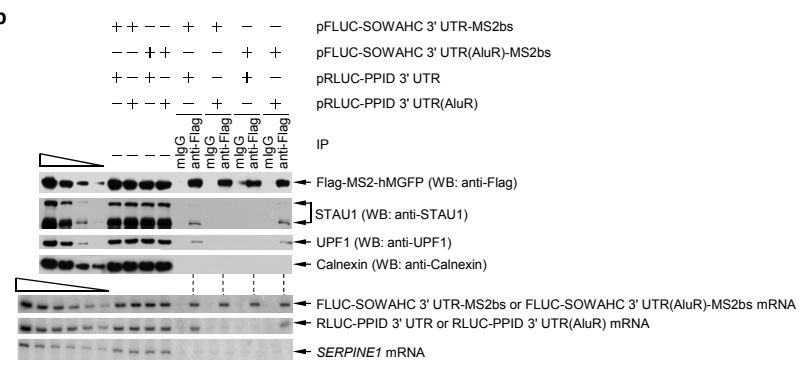 b
+ + − − + + − − pFLUC-SOWAHC 3' UTR-MS2bs
− − + + − − + + pFLUC-SOWAHC 3' UTR(AluR)-MS2bs
+ − + − + − + − pRLUC-PPID 3' UTR
− + − + − + − + pRLUC-PPID 3' UTR(AluR)
− − − − mIgG anti-Flag mIgG anti-Flag mIgG anti-Flag mIgG anti-Flag IP
Flag-MS2-hMGFP (WB: anti-Flag)
STAU1 (WB: anti-STAU1)
UPF1 (WB: anti-UPF1)
Calnexin (WB: anti-Calnexin)
FLUC-SOWAHC 3' UTR-MS2bs or FLUC-SOWAHC 3' UTR(AluR)-MS2bs mRNA
RLUC-PPID 3' UTR or RLUC-PPID 3' UTR(AluR) mRNA
SERPINE1 mRNA